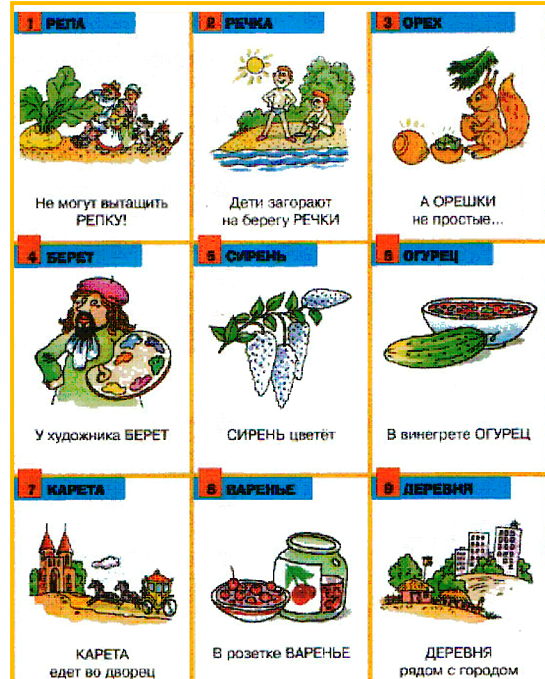 1 РЕПА
Не могут вытащить
РЕПКУ!
2 РЕЧКА
Дети загорают
на берегу РЕЧКИ
3 ОРЕХ
А ОРЕШКИ
не простые...
4 БЕРЕТ
У художника БЕРЕТ
5 СИРЕНЬ
СИРЕНЬ цветёт
6 ОГУРЕЦ
В винегрете ОГУРЕЦ
7 КАРЕТА
КАРЕТА
едет во дворец
8 ВАРЕНЬЕ
В розетке ВАРЕНЬЕ
9 ДЕРЕВНЯ
ДЕРЕВНЯ
рядом с городом